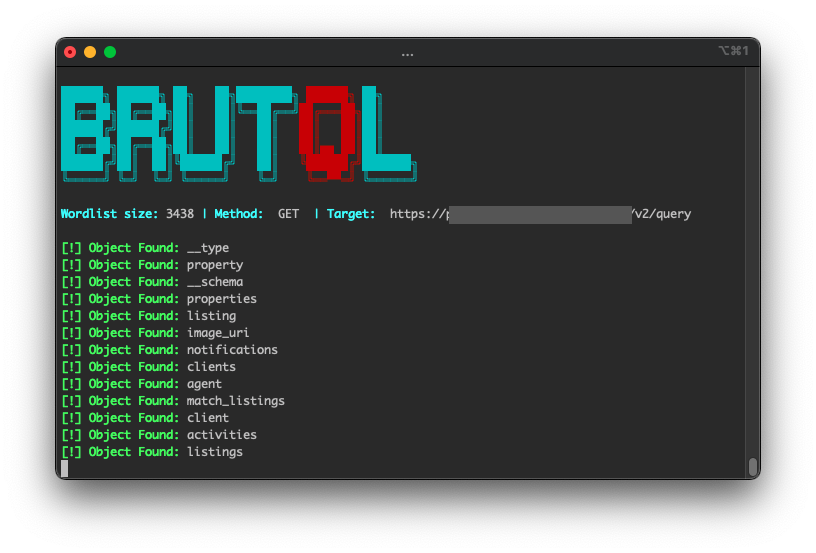 ...
⌥⌘1
BRUTQL
Wordlist size: 3438 | Method: GET | Target: https:// /v2/query
[!] Object Found: __type
[!] Object Found: property
[!] Object Found: __schema
[!] Object Found: properties
[!] Object Found: listing
[!] Object Found: image_uri
[!] Object Found: notifications
[!] Object Found: clients
[!] Object Found: agent
[!] Object Found: match_listings
[!] Object Found: client
[!] Object Found: activities
[!] Object Found: listings